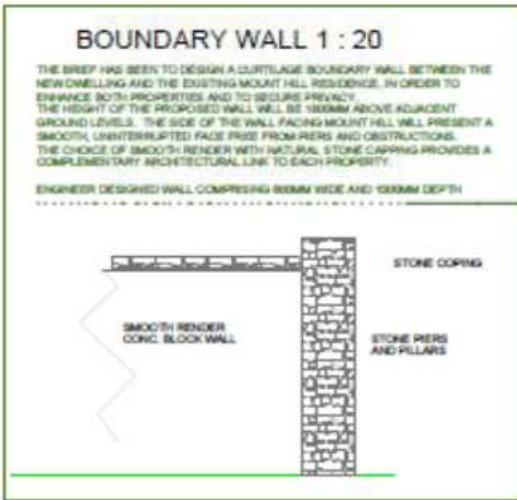 BOUNDARY WALL 1 : 20
THE BRIEF HAS BEEN TO DESIGN A CURTILAGE BOUNDARY WALL BETWEEN THE
NEW DWELLING AND THE EXISTING MOUNT HILL RESIDENCE, IN ORDER TO
ENHANCE BOTH PROPERTIES AND TO SECURE PRIVACY.
THE HEIGHT OF THE PROPOSED WALL WILL BE ABOVE ADJACENT
GROUND LEVELS. THE SIDE OF THE WALL FACING MOUNT HILL WILL PRESENT A
SMOOTH, UNINTERRUPTED FACE FREE FROM PIERS AND OBSTRUCTIONS.
THE CHOICE OF SMOOTH RENDER WITH NATURAL STONE CAPPING PROVIDES A
COMPLEMENTARY ARCHITECTURAL LINK TO EACH PROPERTY.
ENGINEER DESIGNED WALL COMPRISING WIDE AND DEPTH
STONE COPING
SMOOTH RENDER
CONC. BLOCK WALL
STONE PIERS
AND PILLARS